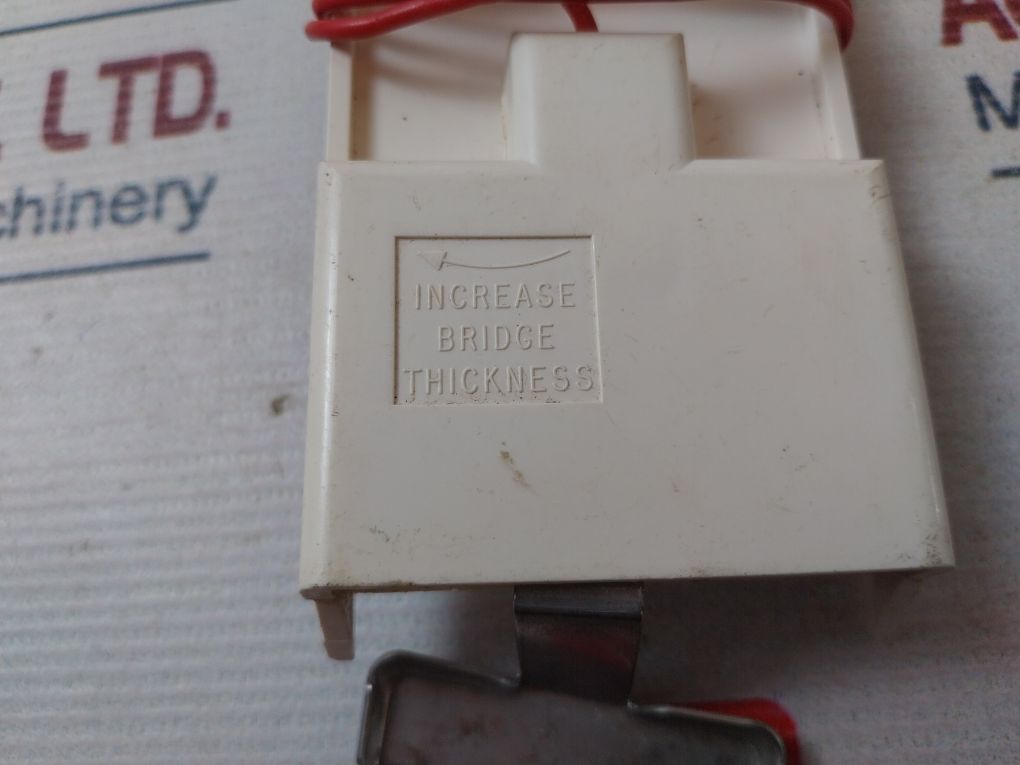 LTD.
chinery
INCREASE
BRIDGE
THICKNESS